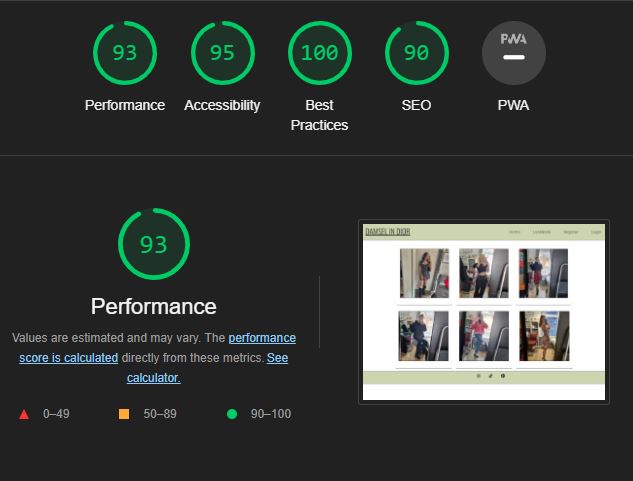 93
95
100
90
PWA
Performance
Accessibility
Best
Practices
SEO
PWA
93
Performance
Values are estimated and may vary. The performance
score is calculated directly from these metrics. See
calculator.
0–49
50–89
90–100
DAMSEL IN DIOR
Home
LookBook
Register
Login